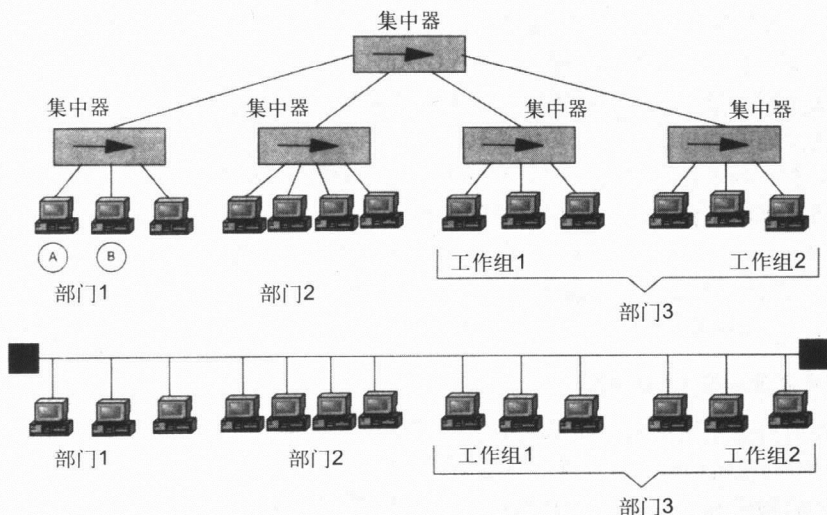 集中器
集中器
集中器
集中器
集中器
A
B
工作组1
工作组2
部门1
部门2
部门3
部门1
部门2
工作组1
工作组2
部门3